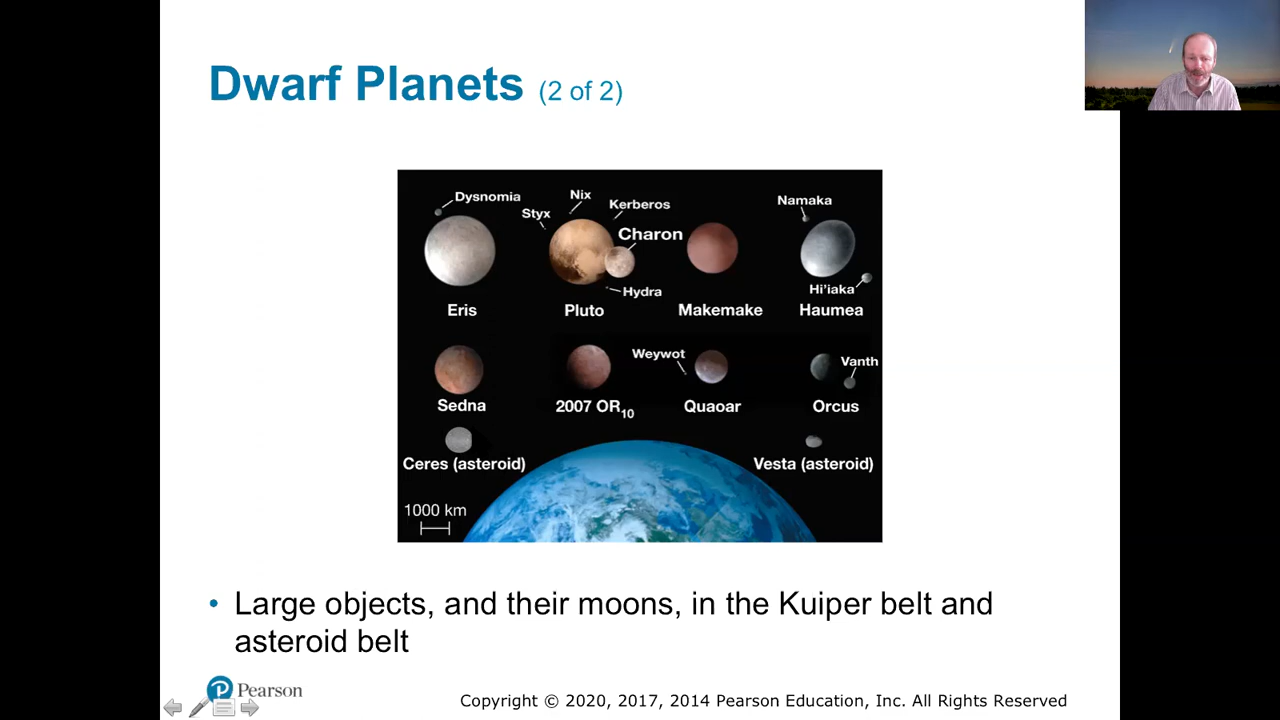 Dwarf Planets (2 of 2)
Dysnomia
Styx
Nix
Kerberos
Charon
Hydra
Namaka
Hi'iaka
Eris
Pluto
Makemake
Haumea
Weywot
Vanth
Sedna
2007 OR10
Quaoar
Orcus
Ceres (asteroid)
Vesta (asteroid)
1000 km
• Large objects, and their moons, in the Kuiper belt and
asteroid belt
P Pearson
Copyright © 2020, 2017, 2014 Pearson Education, Inc. All Rights Reserved